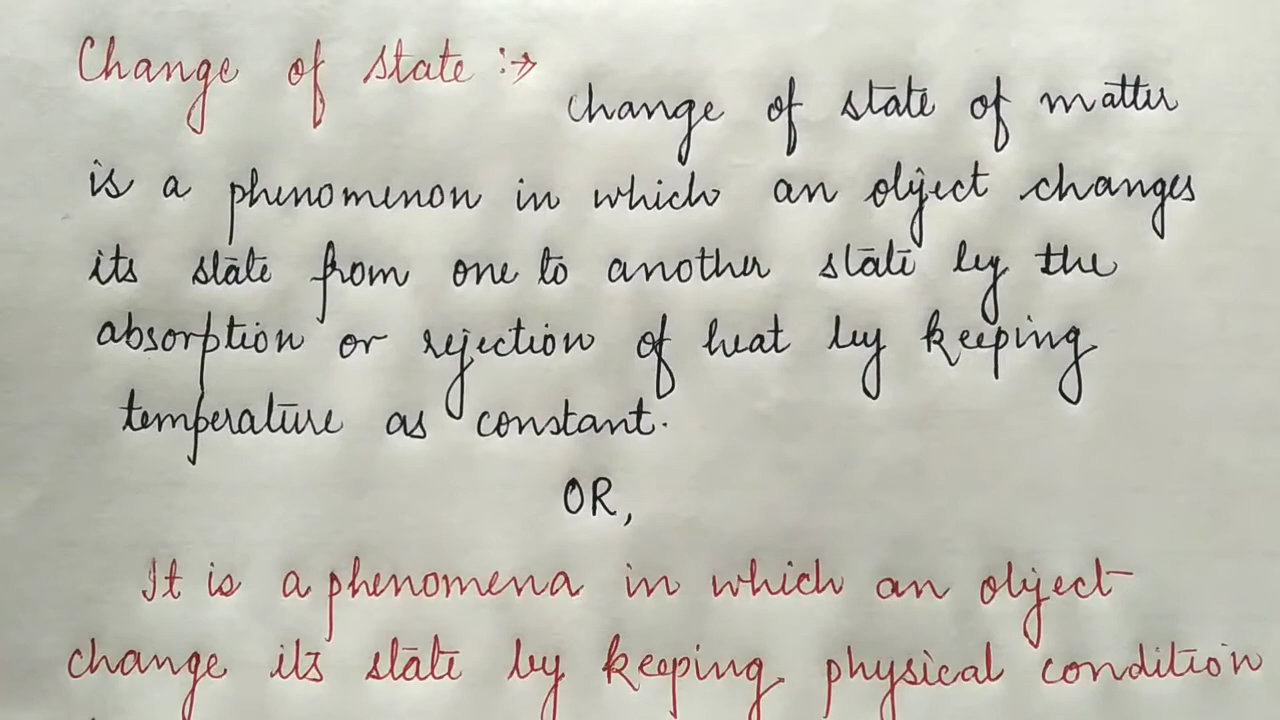 Change of state :→
Change of state of matter
is a phenomenon in which an object changes
its state from one to another state by the
absorption or rejection of heat by keeping
temperature as constant.
OR,
It is a phenomena in which an object
change its state by keeping physical condition